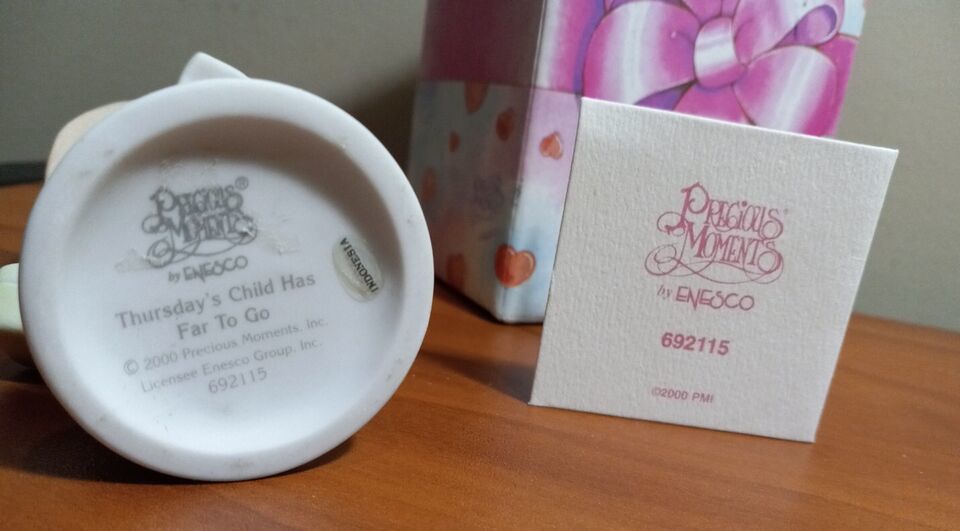 PRECIOUS®
MOMENTS
by ENESCO
Thursday's Child Has
Far To Go
© 2000 Precious Moments, Inc.
Licensee Enesco Group, Inc.
692115
INDONESIA
PRECIOUS®
MOMENTS
by ENESCO
692115
©2000 PMI